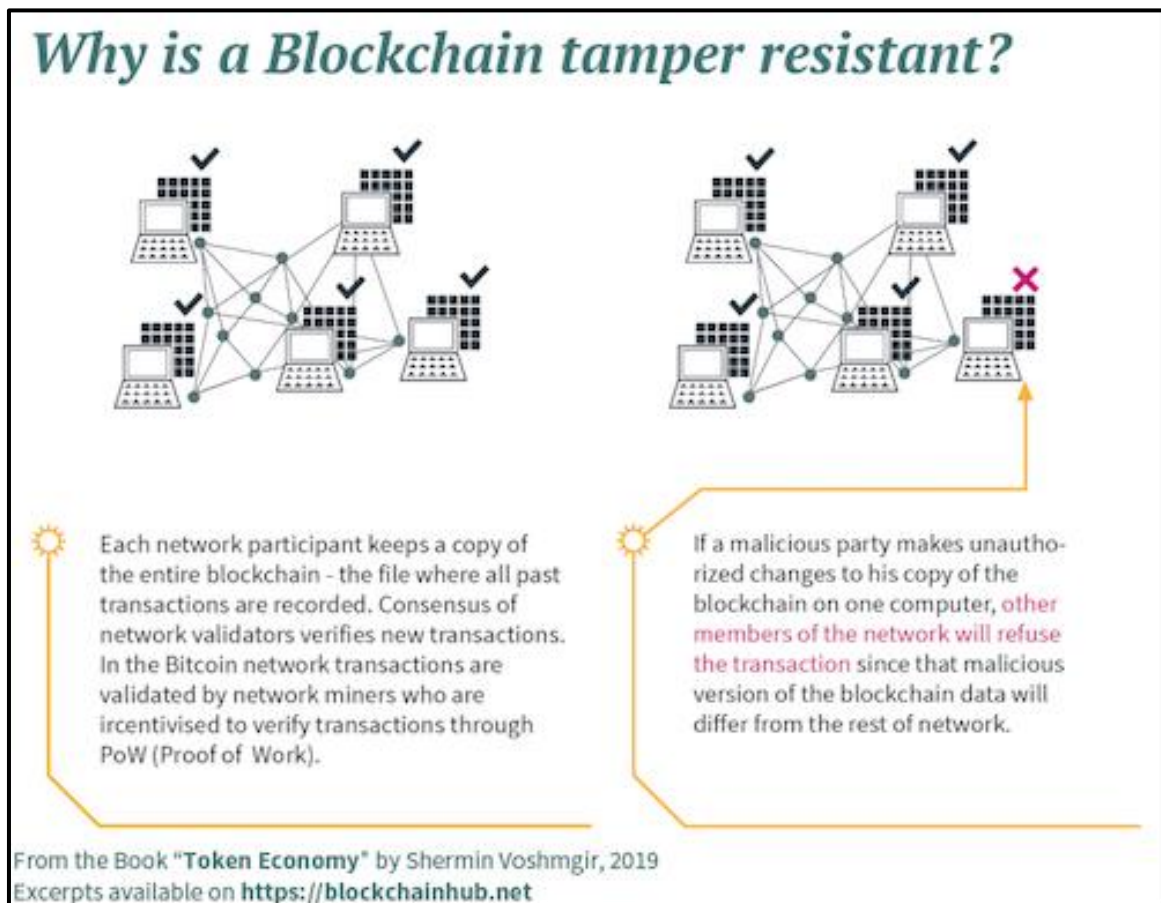 Why is a Blockchain tamper resistant?
Each network participant keeps a copy of
the entire blockchain - the file where all past
transactions are recorded. Consensus of
network validators verifies new transactions.
In the Bitcoin network transactions are
validated by network miners who are
ircentivised to verify transactions through
PoW (Proof of Work).
If a malicious party makes unautho-
rized changes to his copy of the
blockchain on one computer, other
members of the network will refuse
the transaction since that malicious
version of the blockchain data will
differ from the rest of network.
From the Book “Token Economy” by Shermin Voshmgir, 2019
Excerpts available on https://blockchainhub.net